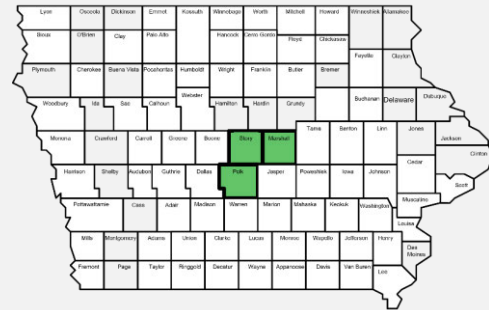 Lyon Osceola Dickinson Emmet Kossuth Winnebago Worth Mitchell Howard Winneshiek Allamakee
Sioux O'Brien Clay Palo Alto Hancock Cerro Gordo Floyd Chickasaw
Fayette Clayton
Plymouth Cherokee Buena Vista Pocahontas Humboldt Wright Franklin Butler Bremer
Webster
Woodbury Ida Sac Calhoun Hamilton Hardin Grundy Buchanan Delaware Dubuque
Monona Crawford Carroll Greene Boone Story Marshall Tama Benton Linn Jones Jackson
Clinton
Cedar
Harrison Shelby Audubon Guthrie Dallas Polk Jasper Poweshiek Iowa Johnson Scott
Muscatine
Pottawattamie Cass Adair Madison Warren Marion Mahaska Keokuk Washington
Louisa
Mills Montgomery Adams Union Clarke Lucas Monroe Wapello Jefferson Henry Des Moines
Fremont Page Taylor Ringgold Decatur Wayne Appanoose Davis Van Buren Lee